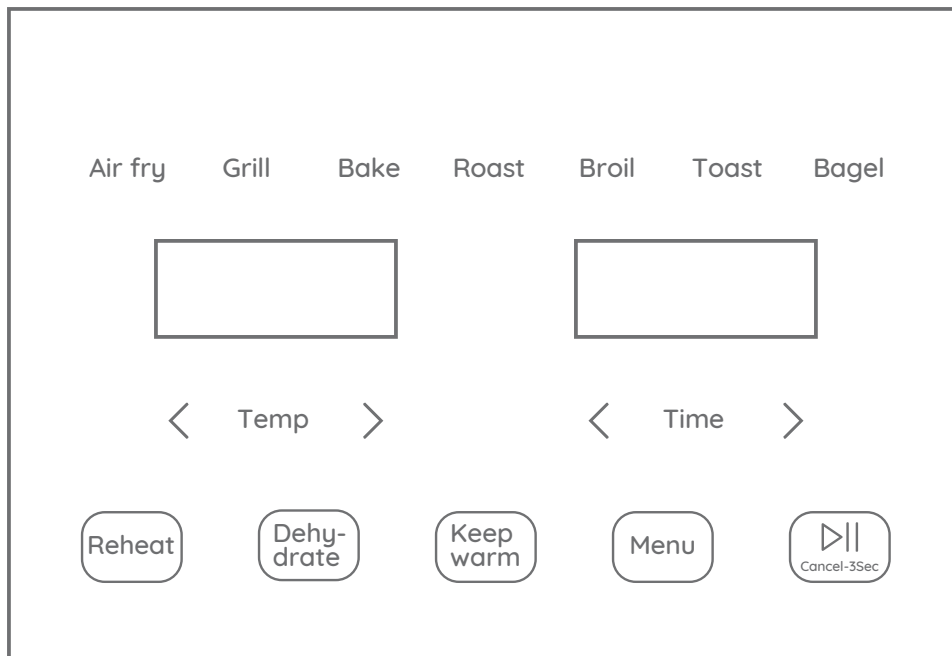 Air fry Grill Bake Roast Broil Toast Bagel
Temp Time
Reheat
Dehy-
drate
Keep
warm
Menu
Cancel-3Sec